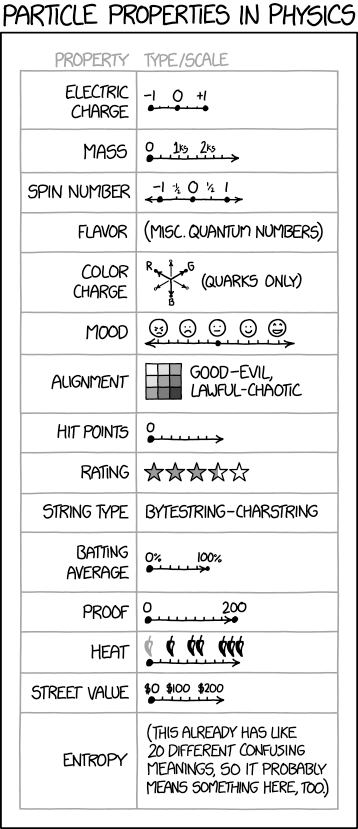 PARTICLE PROPERTIES IN PHYSICS
PROPERTY TYPE/SCALE
ELECTRIC CHARGE
-1 0 +1
MASS
0 1KG 2KG
SPIN NUMBER
-1 -½ 0 ½ 1
FLAVOR
(MISC. QUANTUM NUMBERS)
COLOR CHARGE
R G B
(QUARKS ONLY)
MOOD
ALIGNMENT
GOOD-EVIL,
LAWFUL-CHAOTIC
HIT POINTS
0
RATING
STRING TYPE
BYTESTRING-CHARSTRING
BATTING AVERAGE
0% 100%
PROOF
0 200
HEAT
STREET VALUE
$0 $100 $200
ENTROPY
(THIS ALREADY HAS LIKE
20 DIFFERENT CONFUSING
MEANINGS, SO IT PROBABLY
MEANS SOMETHING HERE, TOO.)